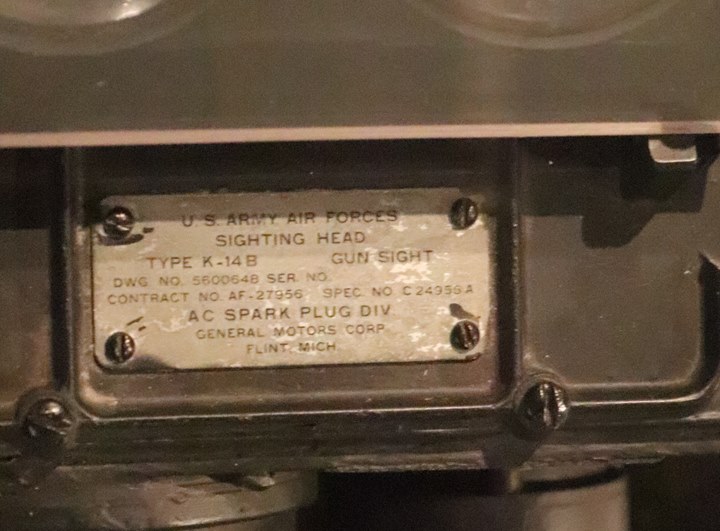 U. S. ARMY AIR FORCES
SIGHTING HEAD
TYPE K-14B GUN SIGHT
DWG. NO. 5600648 SER. NO.
CONTRACT NO. AF-27956 SPEC. NO. C24959A
AC SPARK PLUG DIV
GENERAL MOTORS CORP.
FLINT, MICH.